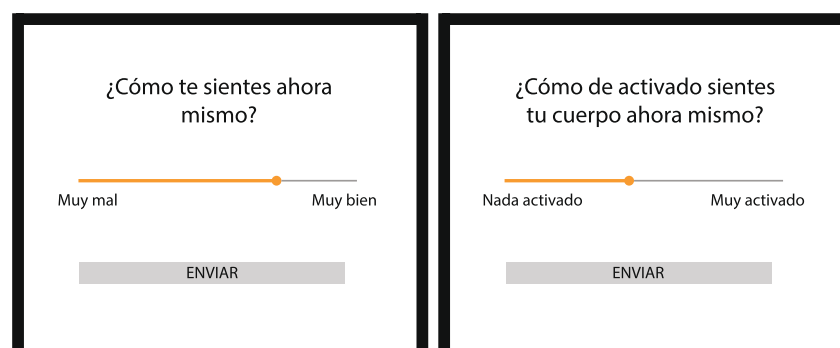 ¿Cómo te sientes ahora
mismo?
Muy mal
Muy bien
ENVIAR
¿Cómo de activado sientes
tu cuerpo ahora mismo?
Nada activado
Muy activado
ENVIAR